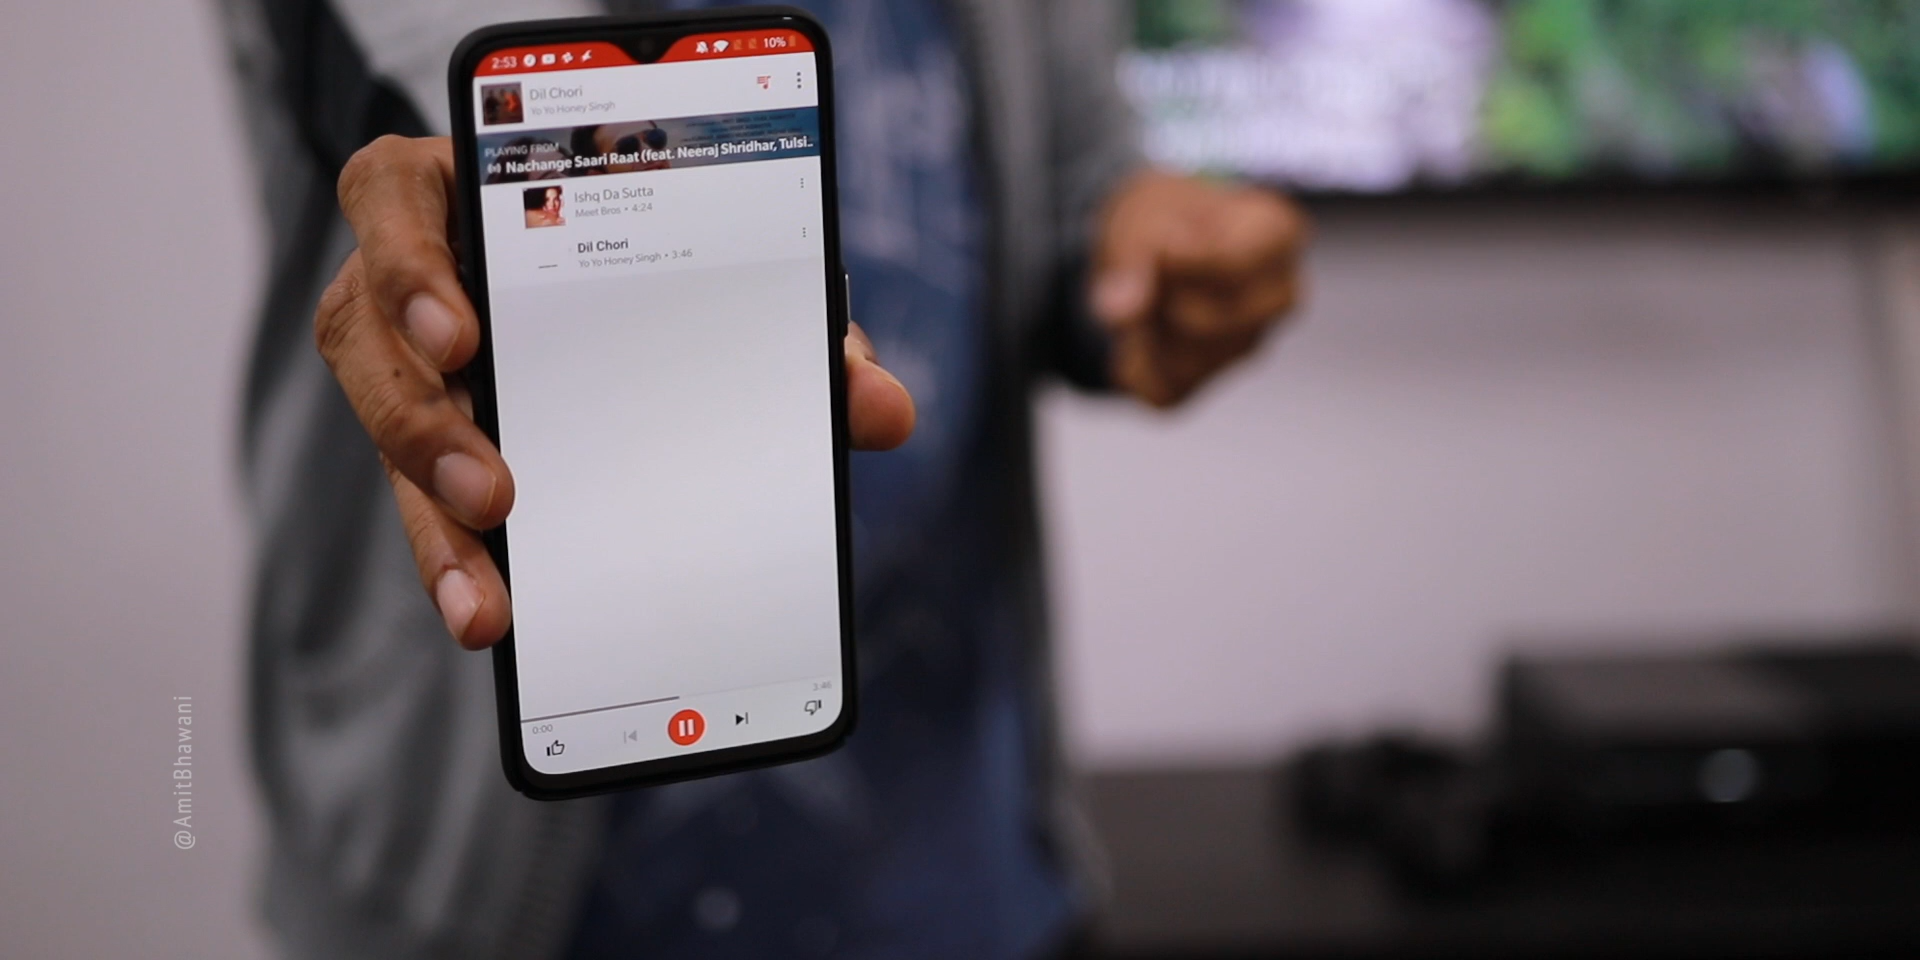 2:53
10%
Dil Chori
Yo Yo Honey Singh
PLAYING FROM
Nachange Saari Raat (feat. Neeraj Shridhar, Tulsi..
Ishq Da Sutta
Meet Bros • 4:24
Dil Chori
Yo Yo Honey Singh • 3:46
3:46
0:00
@AmitBhawani